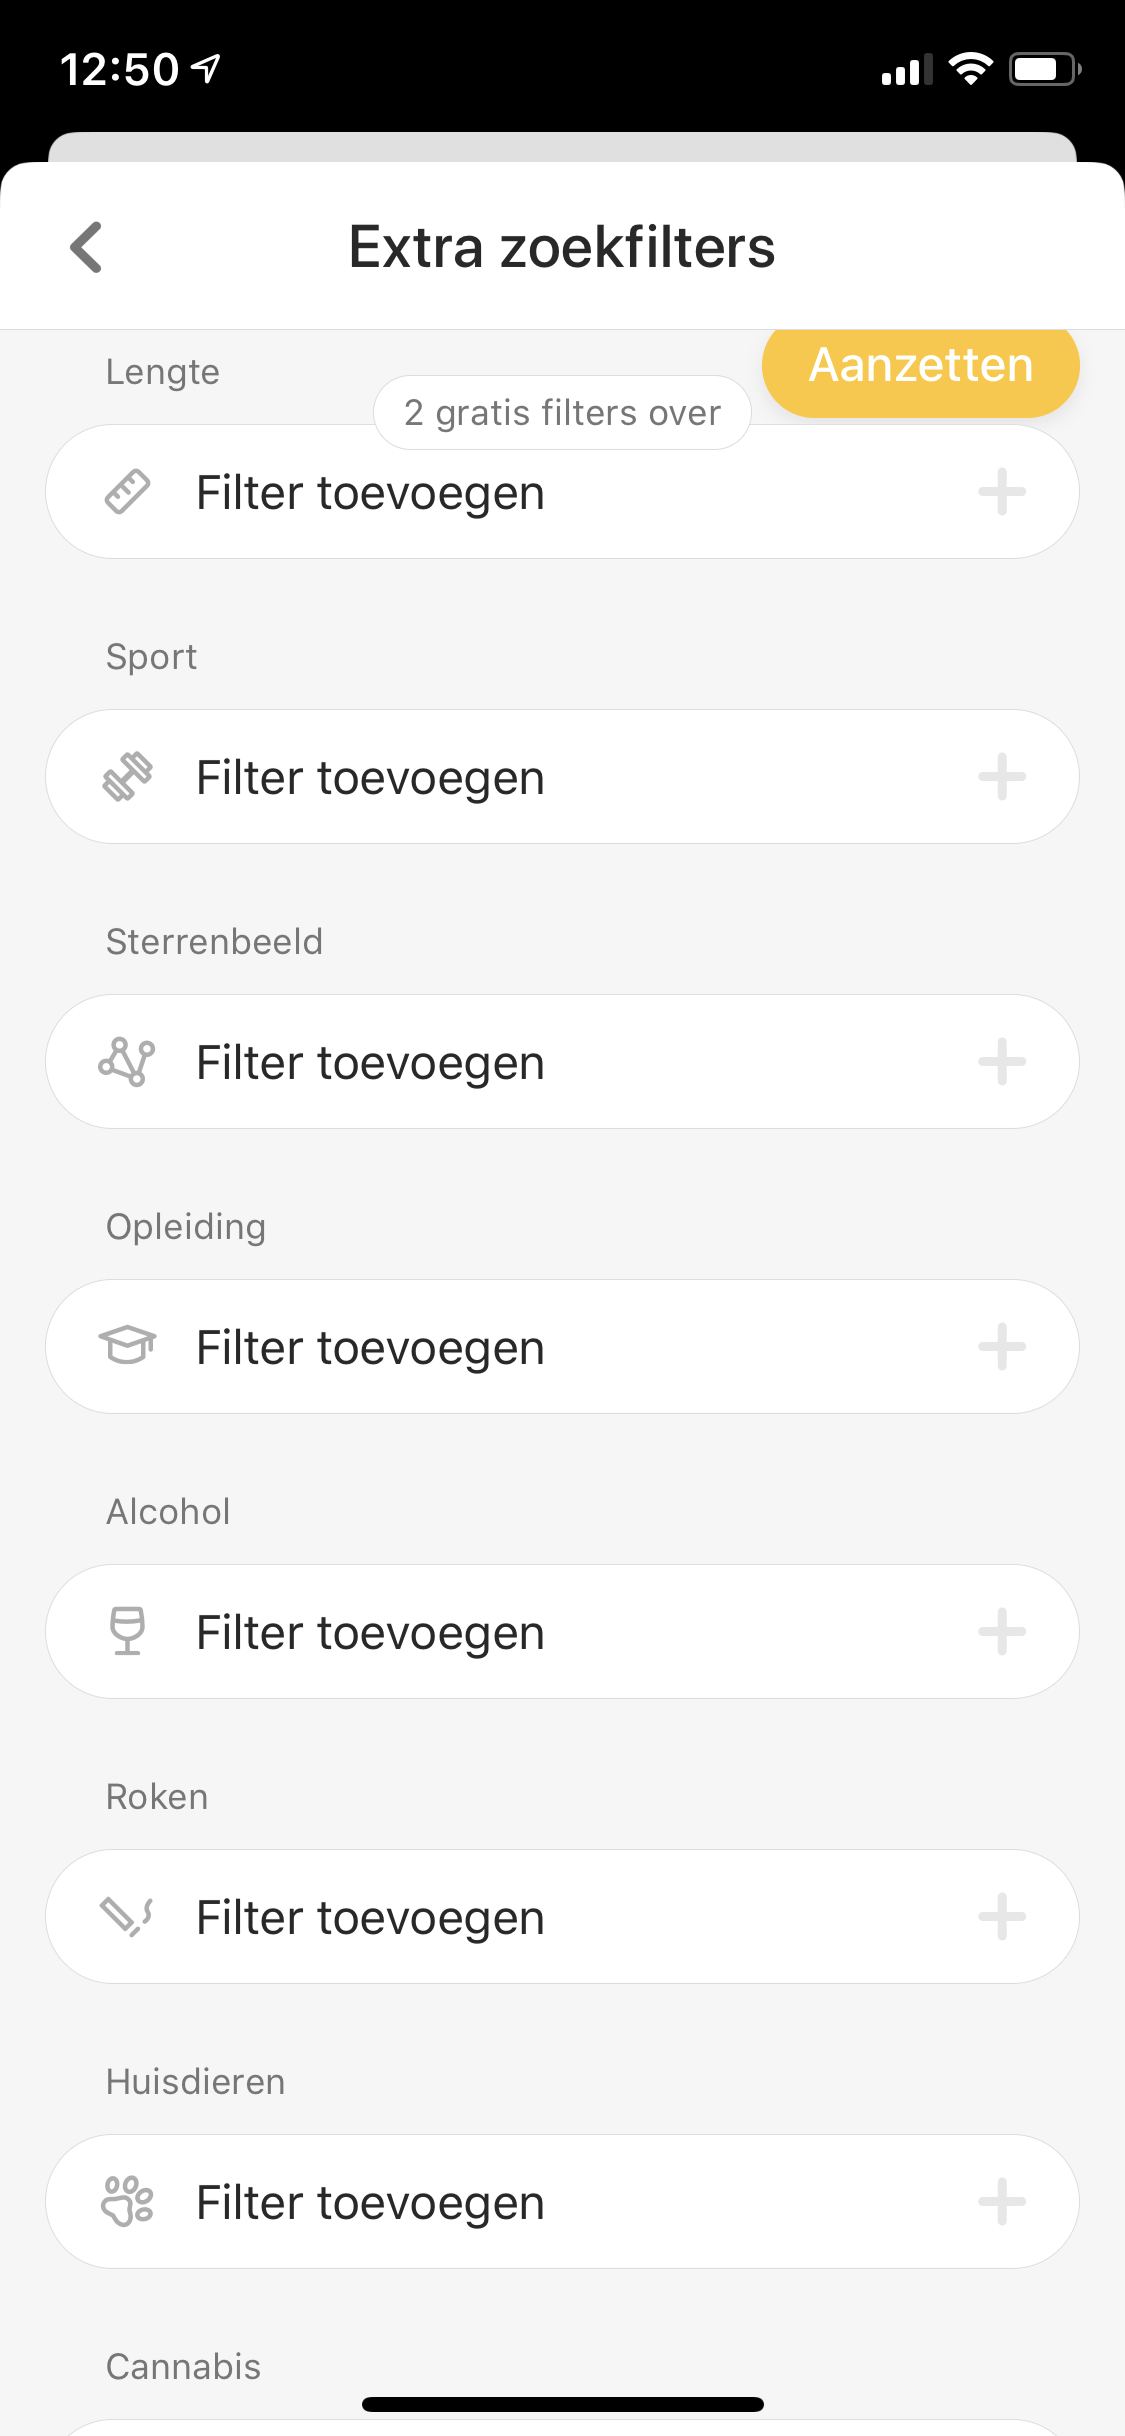 12:50
Extra zoekfilters
Lengte
Aanzetten
2 gratis filters over
Filter toevoegen
Sport
Filter toevoegen
Sterrenbeeld
Filter toevoegen
Opleiding
Filter toevoegen
Alcohol
Filter toevoegen
Roken
Filter toevoegen
Huisdieren
Filter toevoegen
Cannabis